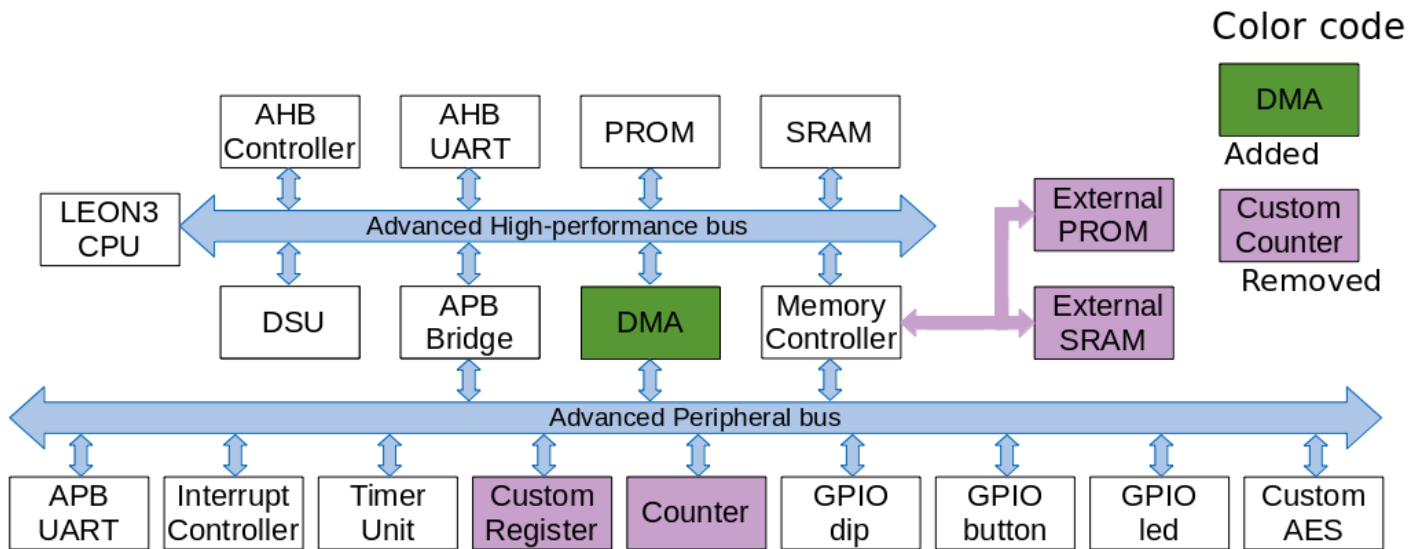 Color code
DMA
Added
Custom
Counter
Removed
AHB
Controller
AHB
UART
PROM
SRAM
LEON3
CPU
Advanced High-performance bus
External
PROM
DSU
APB
Bridge
DMA
Memory
Controller
External
SRAM
Advanced Peripheral bus
APB
UART
Interrupt
Controller
Timer
Unit
Custom
Register
Counter
GPIO
dip
GPIO
button
GPIO
led
Custom
AES